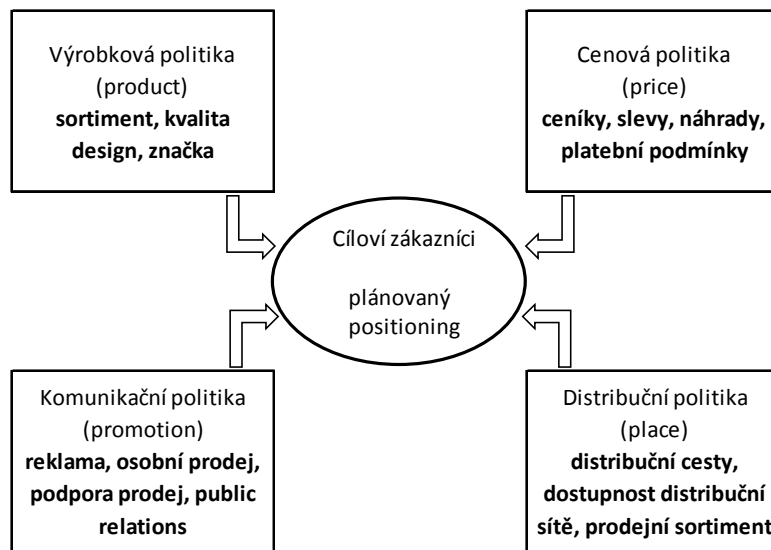 Výrobková politika
(product)
sortiment, kvalita
design, značka
Cenová politika
(price)
ceníky, slevy, náhrady,
platební podmínky
Cíloví zákazníci
plánovaný
positioning
Komunikační politika
(promotion)
reklama, osobní prodej,
podpora prodej, public
relations
Distribuční politika
(place)
distribuční cesty,
dostupnost distribuční
sítě, prodejní sortiment